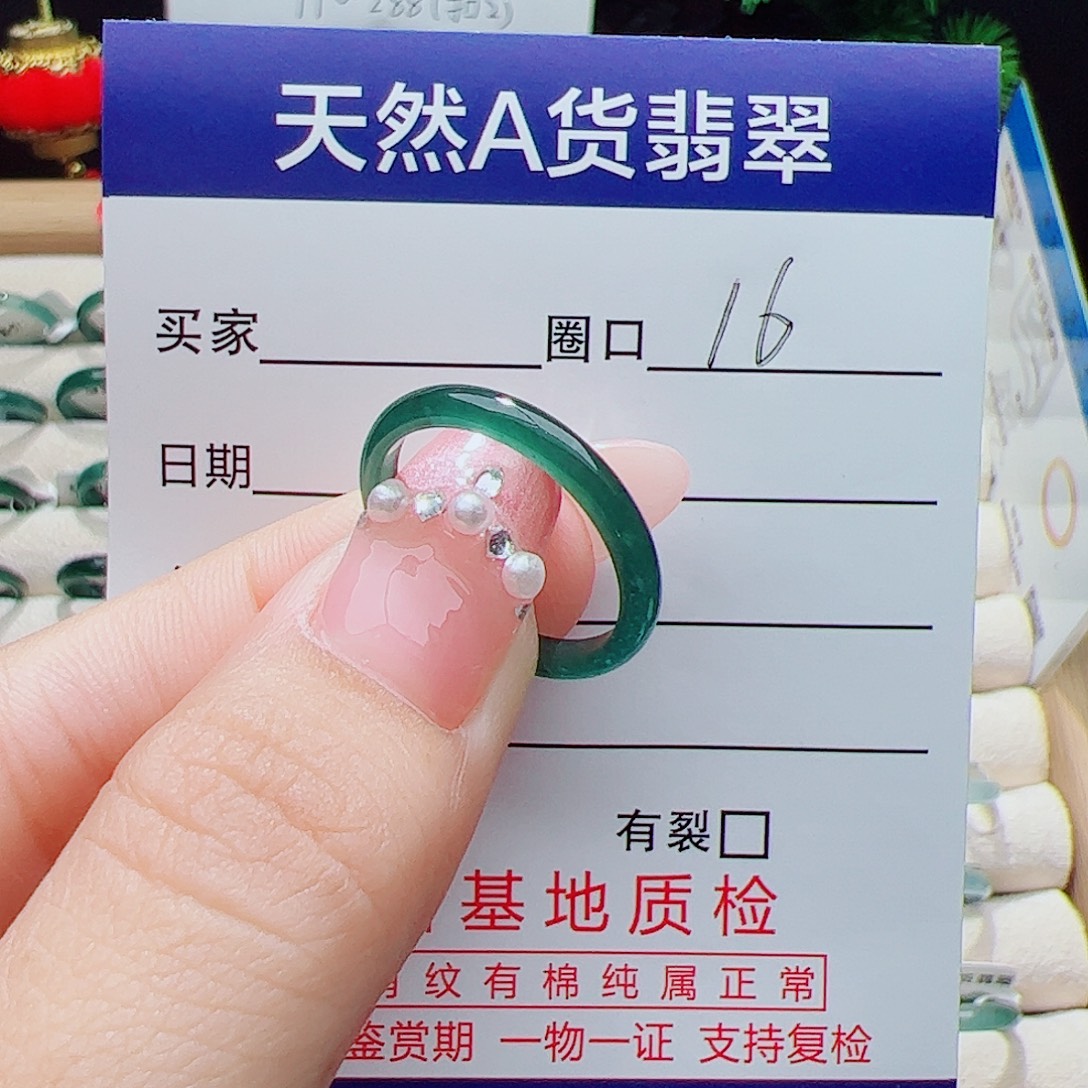 天然A货翡翠
买家 圈口 16
日期
有裂
基地质检
纹有棉纯属正常
鉴赏期 一物一证 支持复检